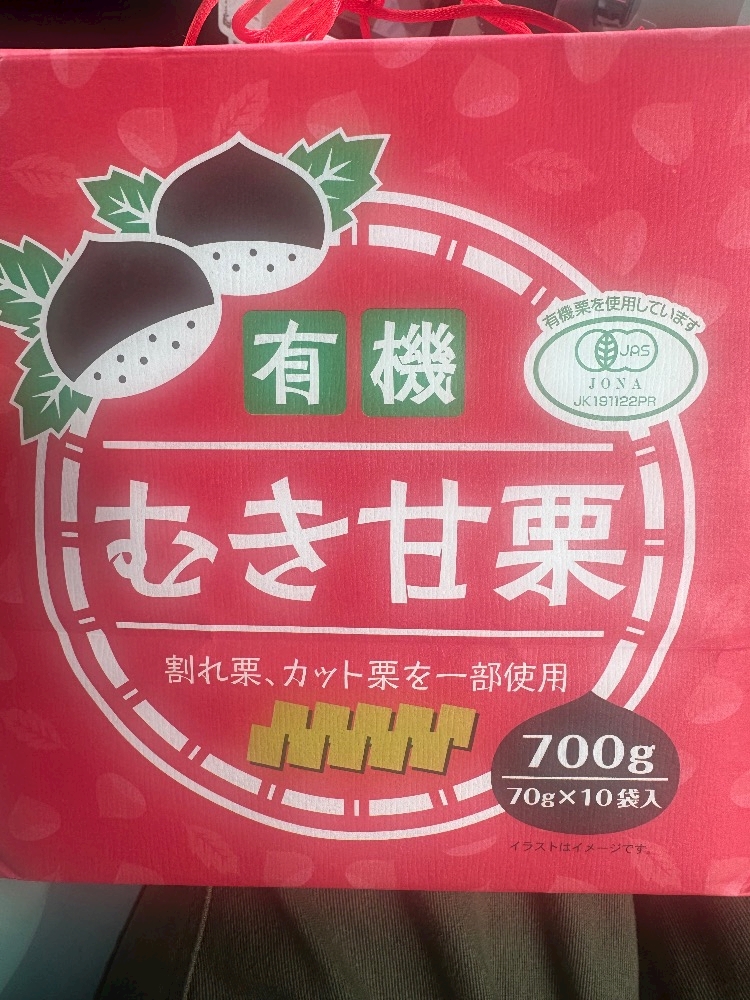 有機
有機栗を使用しています
JAS
JONA
JK191122PR
むき甘栗
割れ栗、カット栗を一部使用
700g
70g×10袋入
イラストはイメージです。